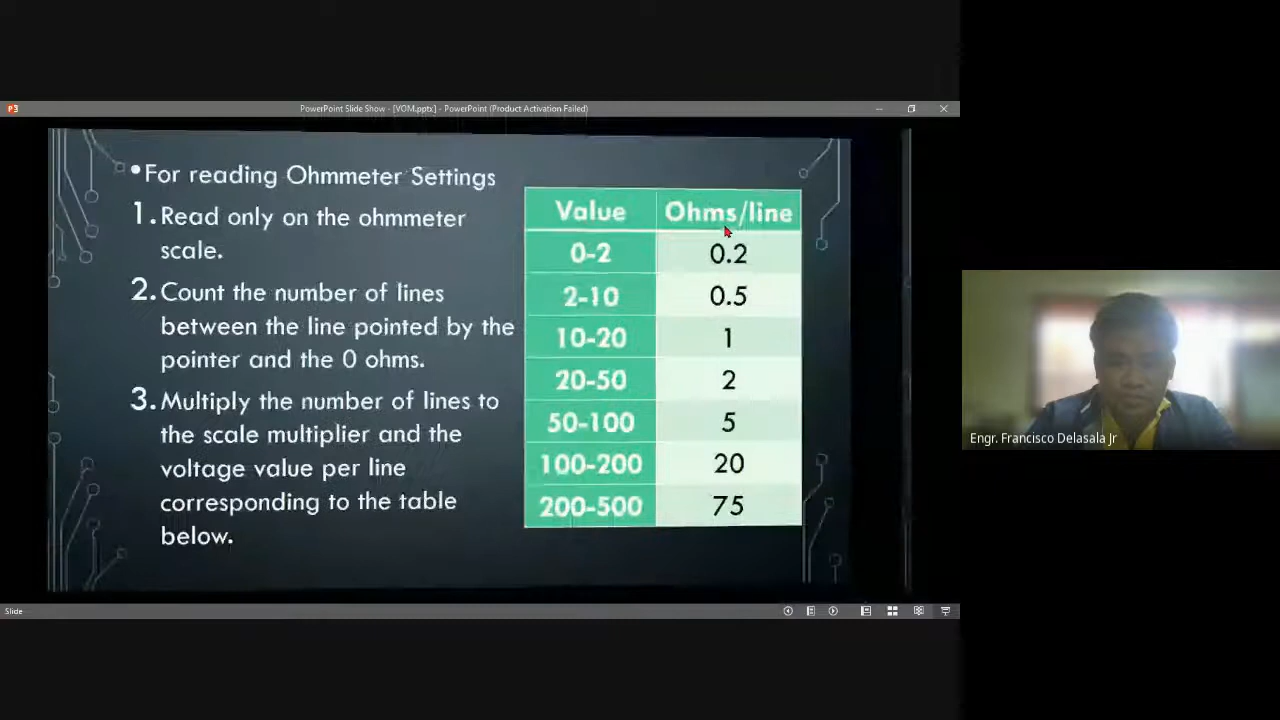 PowerPoint Slide Show - [VOM.pptx] - PowerPoint (Product Activation Failed)
•For reading Ohmmeter Settings
1.Read only on the ohmmeter
scale.
2.Count the number of lines
between the line pointed by the
pointer and the 0 ohms.
3.Multiply the number of lines to
the scale multiplier and the
voltage value per line
corresponding to the table
below.
Value Ohms/line
0-2 0.2
2-10 0.5
10-20 1
20-50 2
50-100 5
100-200 20
200-500 75
Engr. Francisco Delasala Jr
Slide